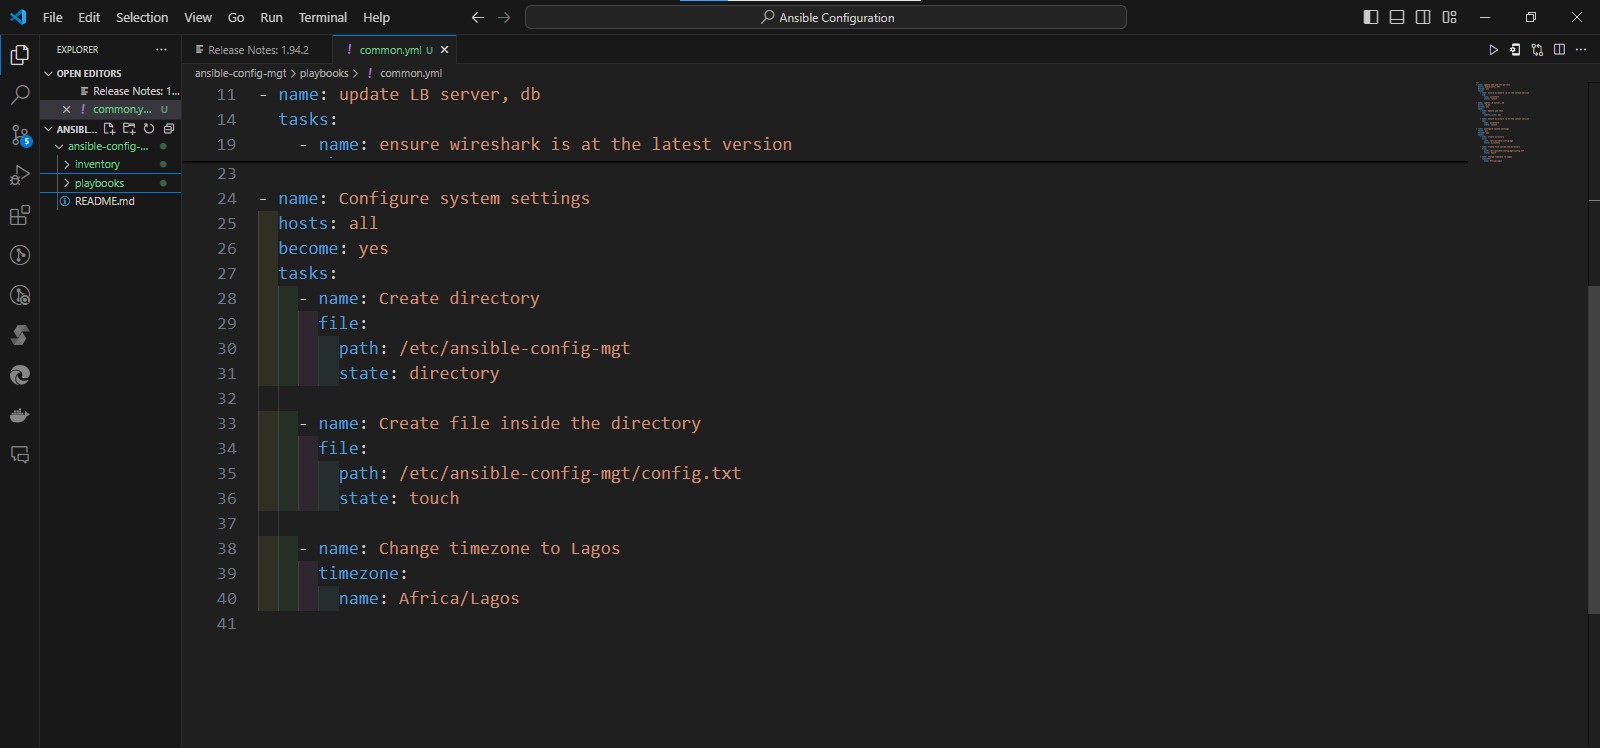 File Edit Selection View Go Run Terminal Help
Ansible Configuration
EXPLORER
Release Notes: 1.94.2
! common.yml U
OPEN EDITORS
Release Notes: 1...
! common.y... U
ANSIBL...
ansible-config-...
inventory
playbooks
README.md
5
ansible-config-mgt > playbooks > ! common.yml
11 - name: update LB server, db
14 tasks:
19 - name: ensure wireshark is at the latest version
23
24 - name: Configure system settings
25 hosts: all
26 become: yes
27 tasks:
28 - name: Create directory
29 file:
30 path: /etc/ansible-config-mgt
31 state: directory
32
33 - name: Create file inside the directory
34 file:
35 path: /etc/ansible-config-mgt/config.txt
36 state: touch
37
38 - name: Change timezone to Lagos
39 timezone:
40 name: Africa/Lagos
41